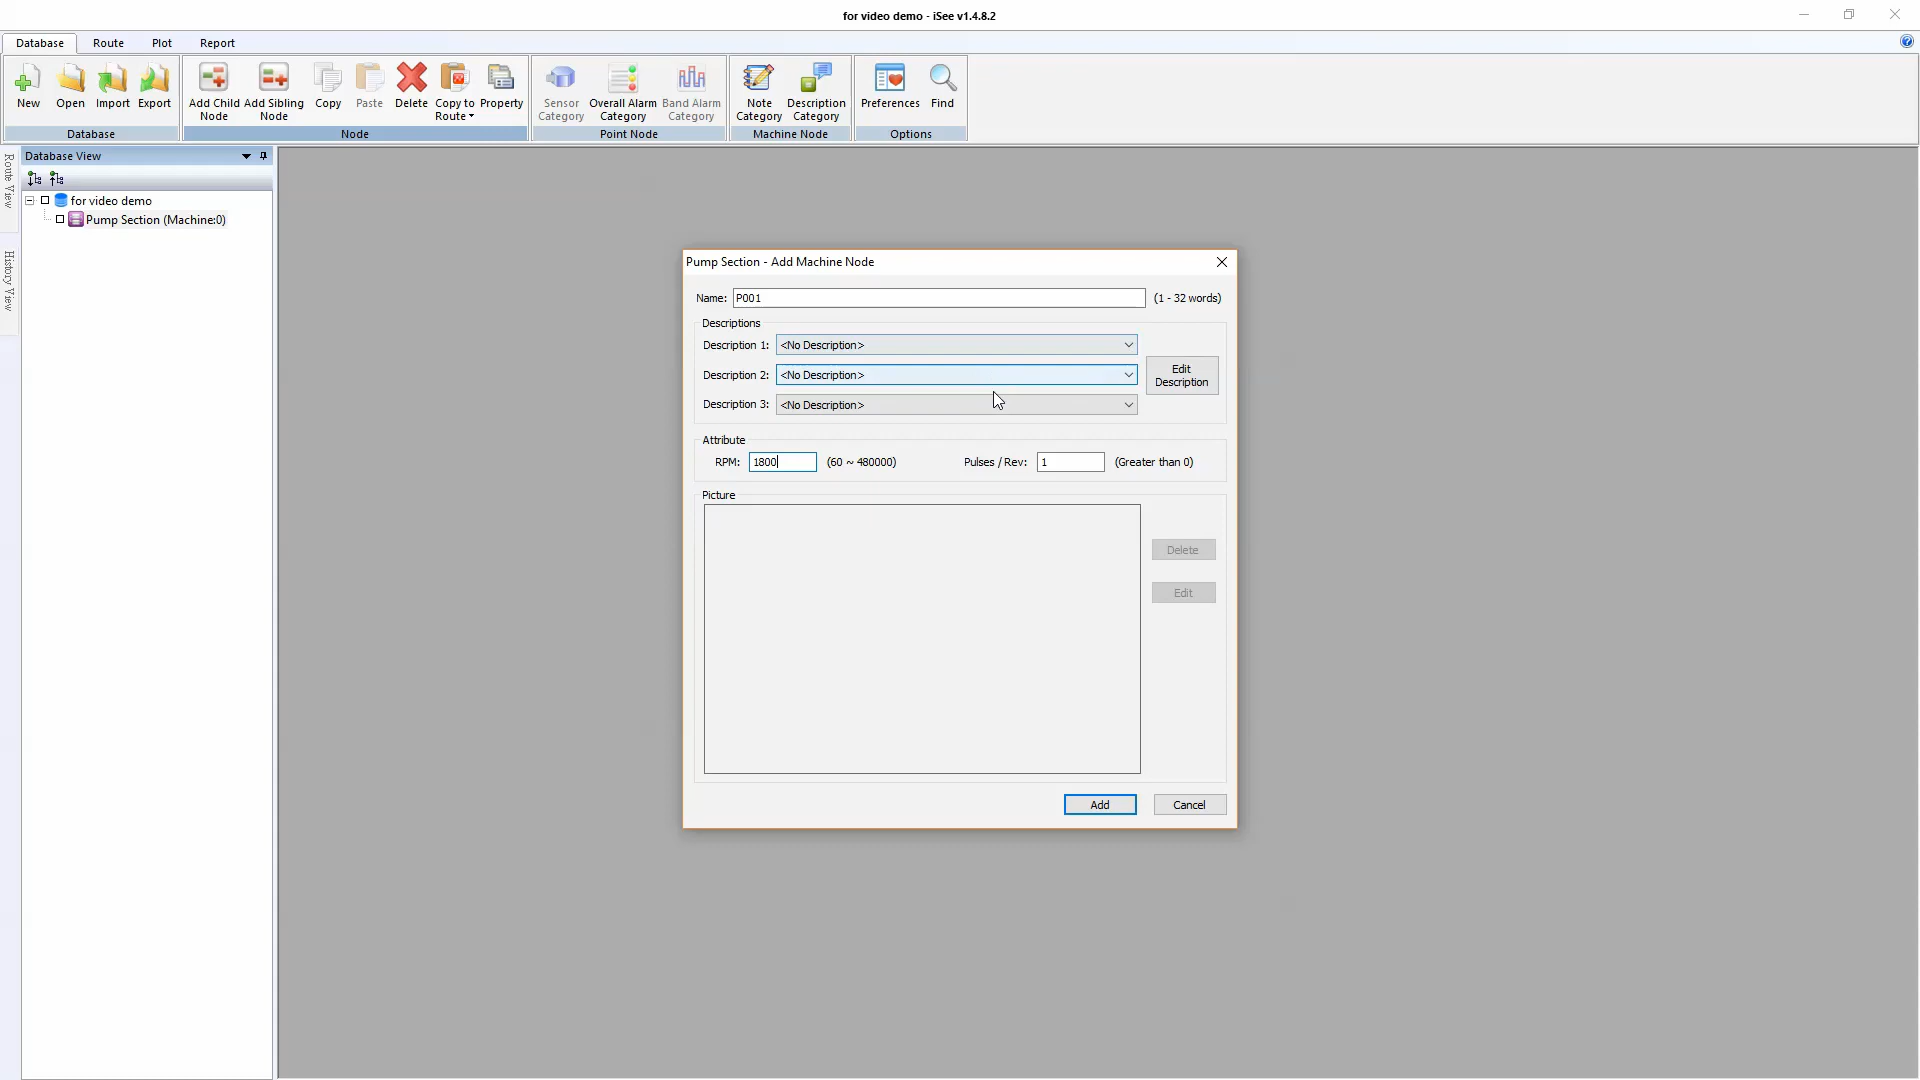 for video demo - iSee v1.4.8.2
Database Route Plot Report
New Open Import Export
Database
Add Child Node Add Sibling Node Copy Paste Delete Copy to Route Property
Node
Sensor Category Overall Alarm Category Band Alarm Category
Point Node
Note Category Description Category
Machine Node
Preferences Find
Options
Route View
History View
Database View
for video demo
Pump Section (Machine:0)
Pump Section - Add Machine Node
Name: P001 (1 - 32 words)
Descriptions
Description 1: <No Description>
Description 2: <No Description>
Edit Description
Description 3: <No Description>
Attribute
RPM: 1800 (60 ~ 480000) Pulses / Rev: 1 (Greater than 0)
Picture
Delete
Edit
Add Cancel